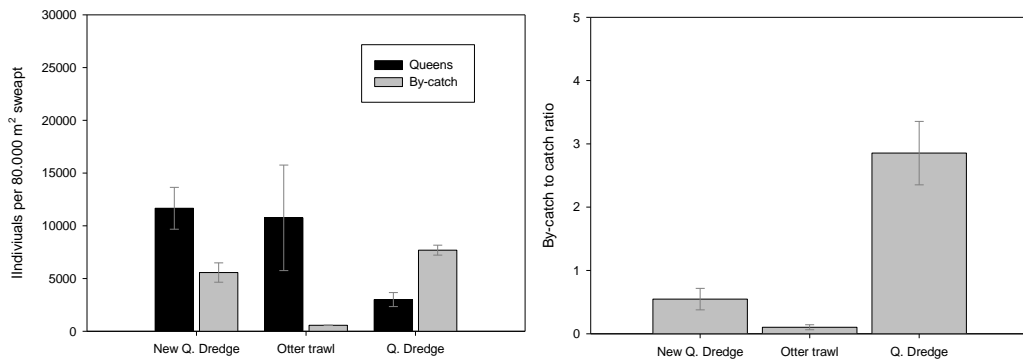 30000
25000
20000
15000
10000
5000
0
IIndiviuals per 80.000 m² sweapt
Queens
By-catch
New Q. Dredge Otter trawl Q. Dredge
5
4
3
2
1
0
By-catch to catch ratio
New Q. Dredge Otter trawl Q. Dredge